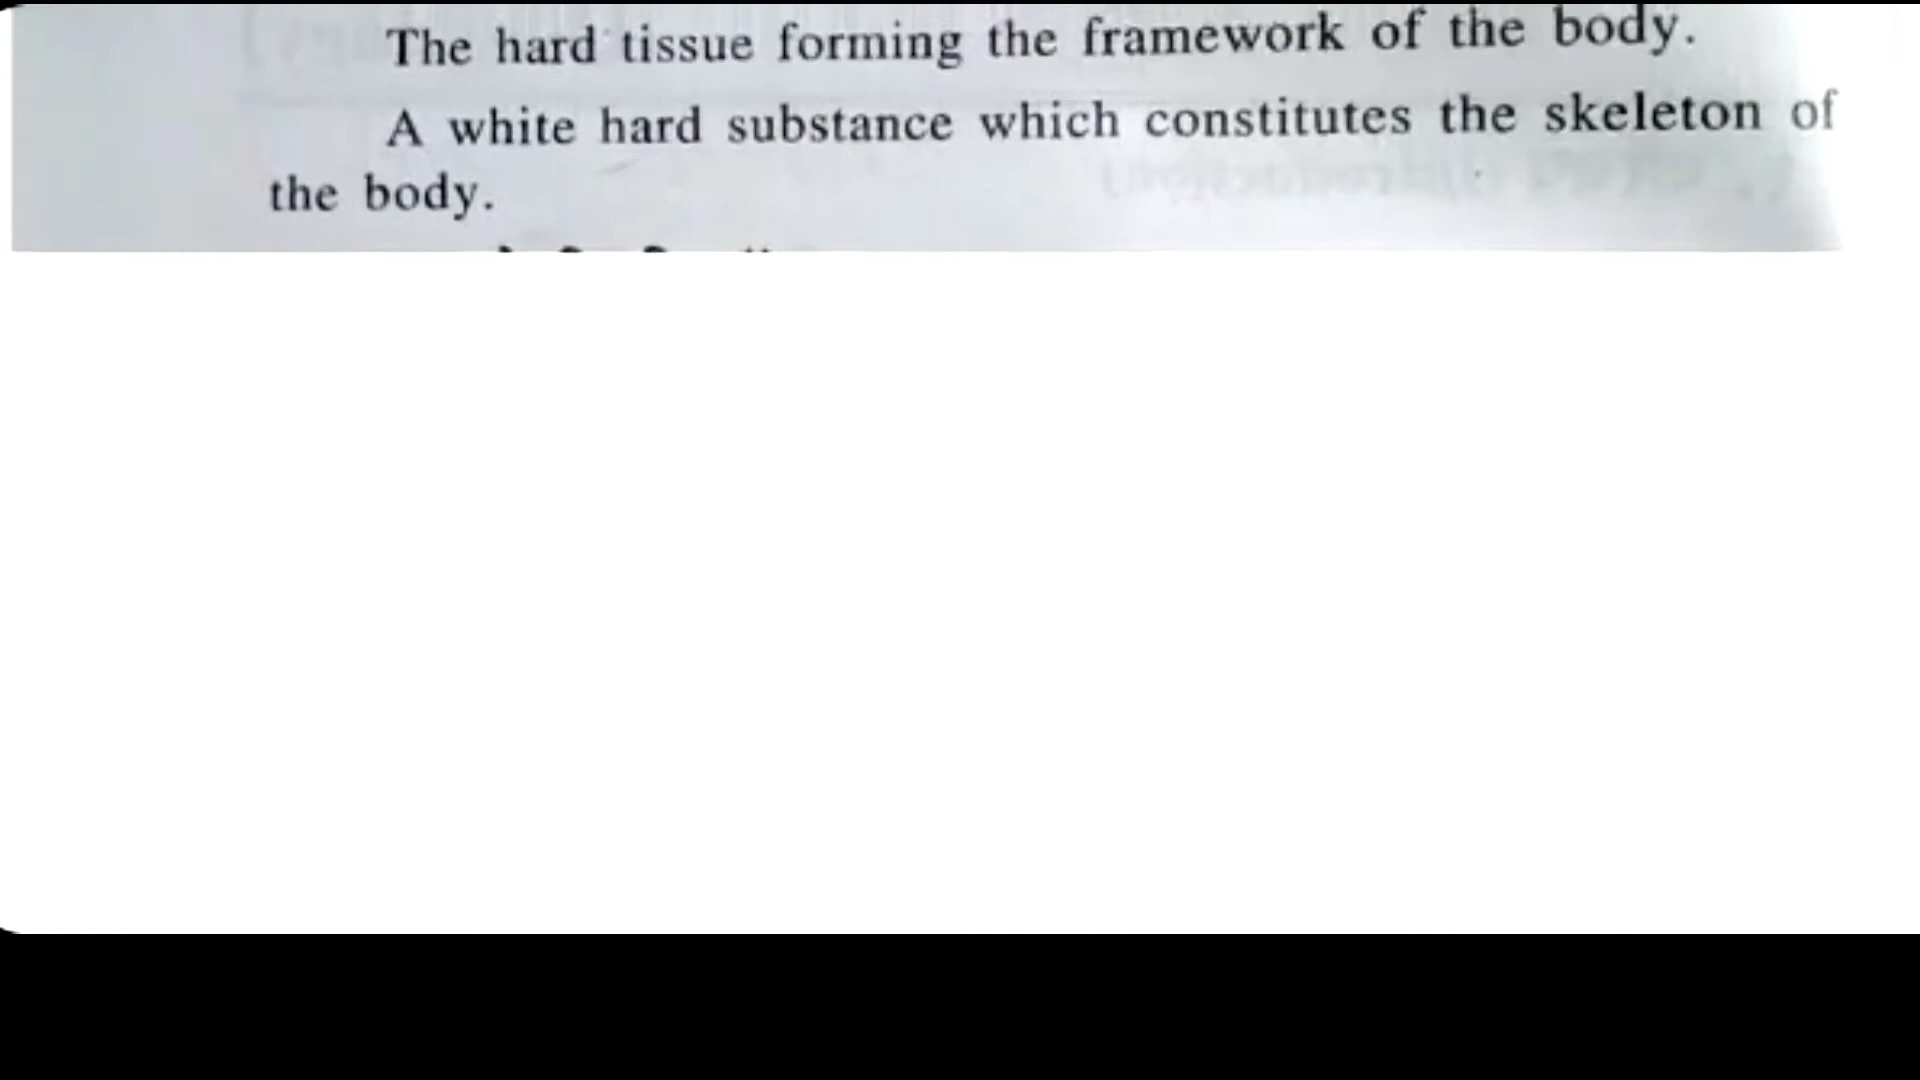 The hard tissue forming the framework of the body.
A white hard substance which constitutes the skeleton of
the body.